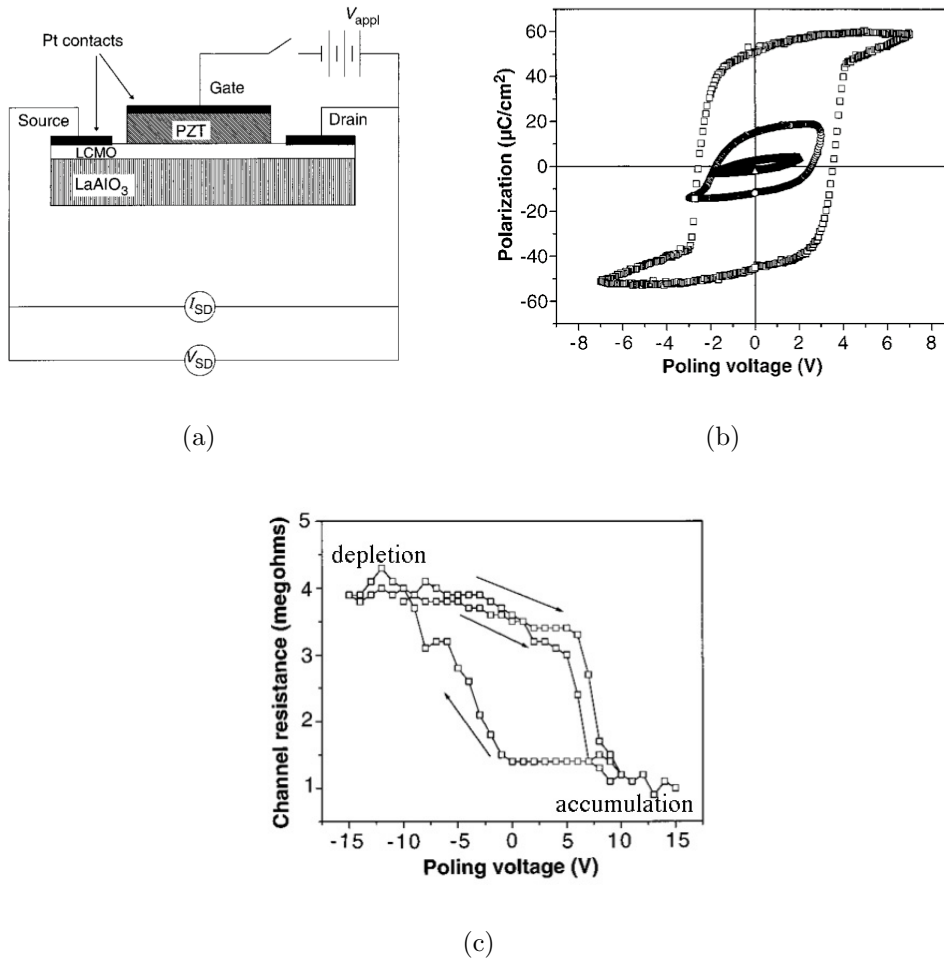 V_appl
Pt contacts
Gate
Source
Drain
PZT
LCMO
LaAlO₃
I_SD
V_SD
(a)
Polarization (µC/cm²)
60
40
20
0
-20
-40
-60
-8 -6 -4 -2 0 2 4 6 8
Poling voltage (V)
(b)
Channel resistance (megohms)
5
4
3
2
1
depletion
accumulation
-15 -10 -5 0 5 10 15
Poling voltage (V)
(c)